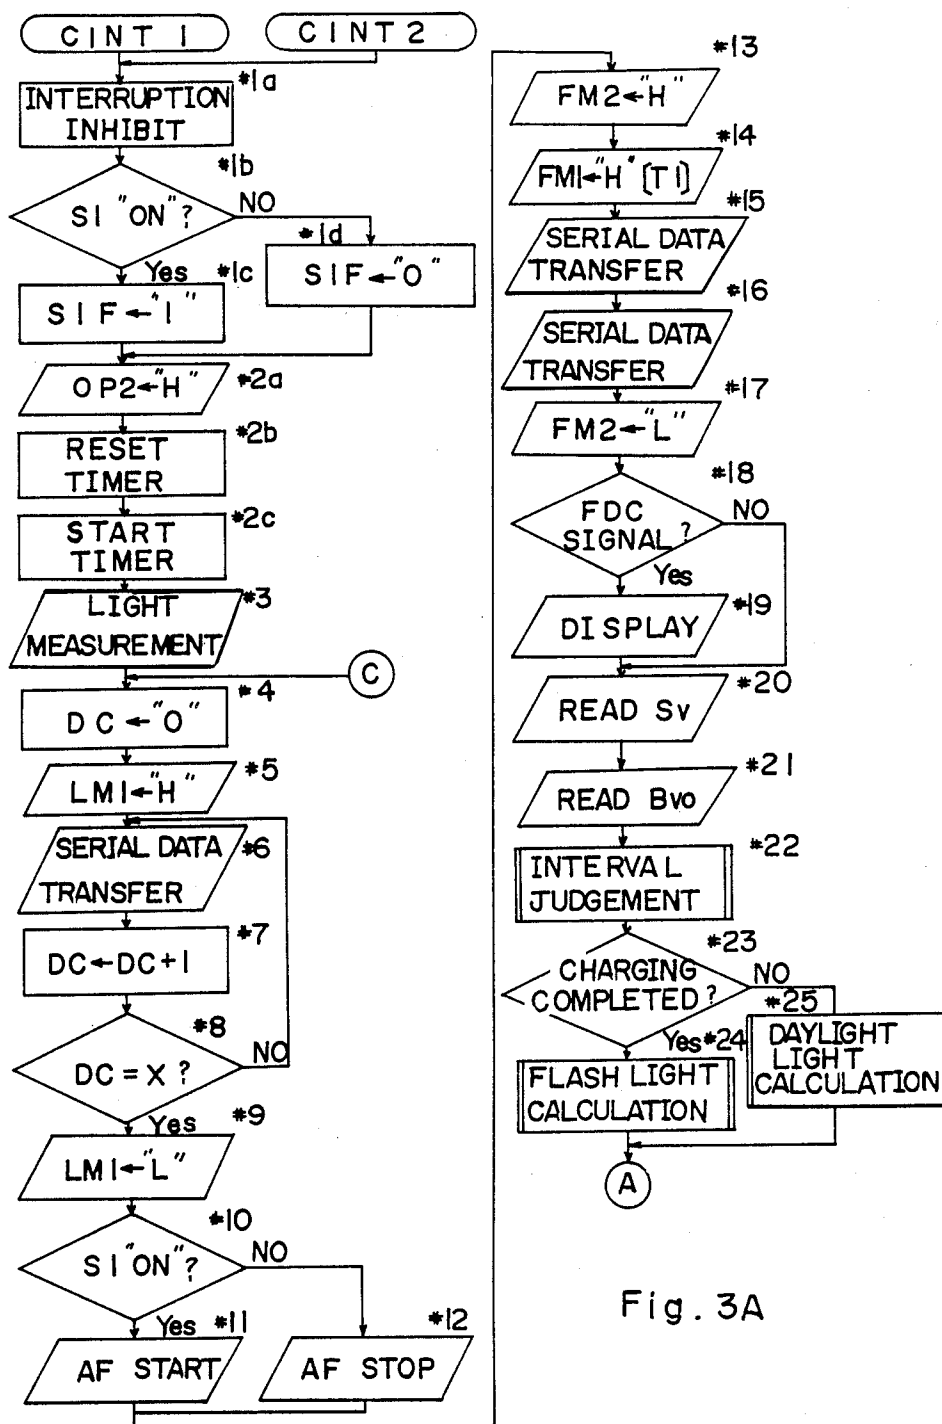 CINT 1
CINT 2
*1a
INTERRUPTION
INHIBIT
*1b
S1 "ON"?
NO
*1d
S1F←"0"
Yes
*1c
S1F←"1"
OP2←"H"
*2a
*2b
RESET
TIMER
*2c
START
TIMER
*3
LIGHT
MEASUREMENT
C
*4
DC←"0"
*5
LM1←"H"
SERIAL DATA
TRANSFER
*6
*7
DC←DC+1
*8
DC=X?
NO
Yes
*9
LM1←"L"
*10
S1"ON"?
NO
Yes
*11
AF START
*12
AF STOP
*13
FM2←"H"
*14
FM1←"H" [T1]
*15
SERIAL DATA
TRANSFER
*16
SERIAL DATA
TRANSFER
*17
FM2←"L"
*18
FDC
SIGNAL?
NO
Yes
*19
DISPLAY
*20
READ Sv
*21
READ Bvo
*22
INTERVAL
JUDGEMENT
*23
CHARGING
COMPLETED?
NO
*25
DAYLIGHT
LIGHT
CALCULATION
Yes
*24
FLASH LIGHT
CALCULATION
A
Fig. 3A